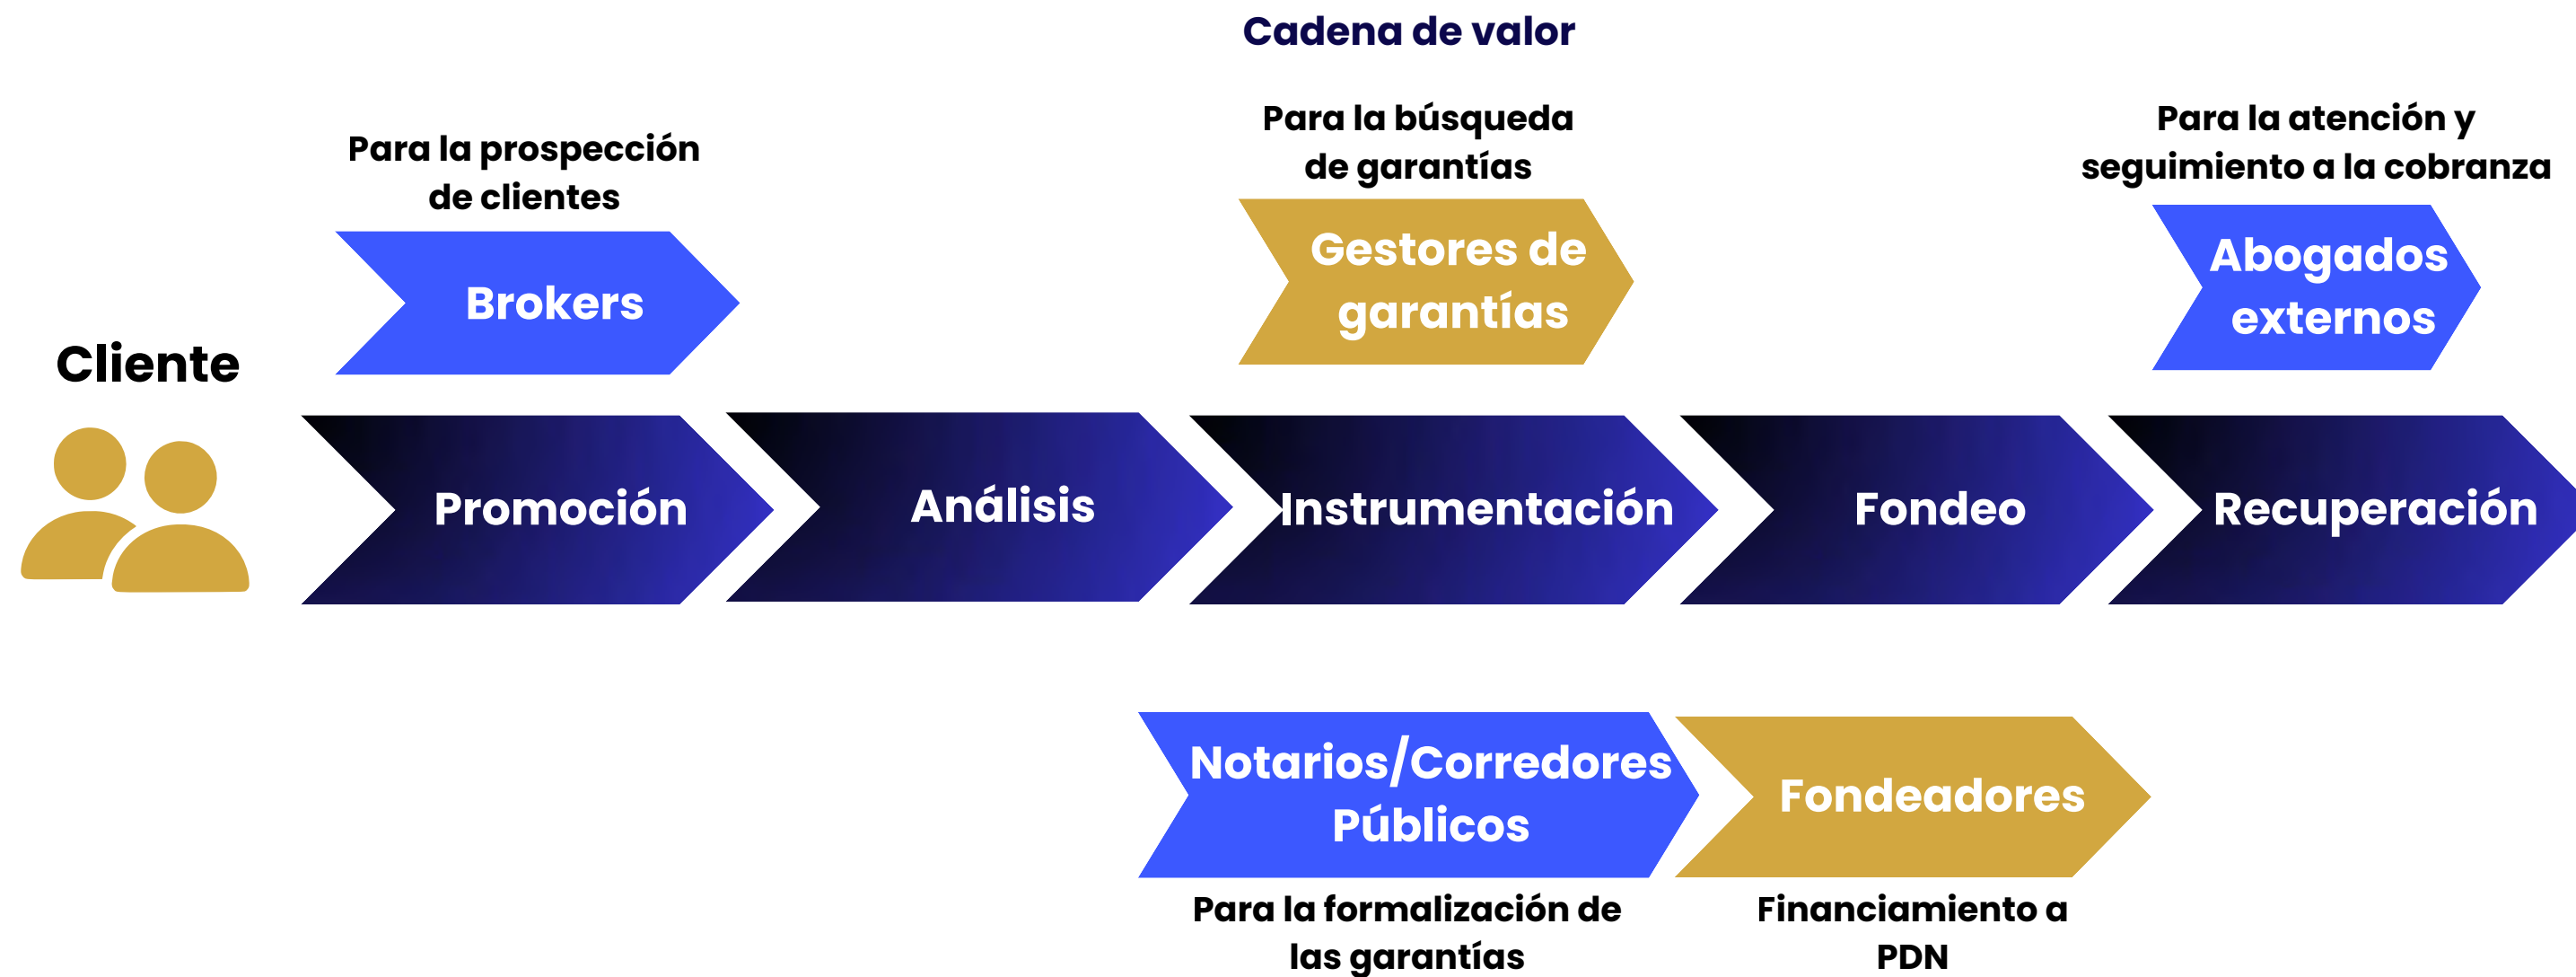 Cadena de valor
Para la prospección
de clientes
Brokers
Para la búsqueda
de garantías
Gestores de
garantías
Para la atención y
seguimiento a la cobranza
Abogados
externos
Cliente
Promoción
Análisis
Instrumentación
Fondeo
Recuperación
Notarios/Corredores
Públicos
Para la formalización de
las garantías
Fondeadores
Financiamiento a
PDN